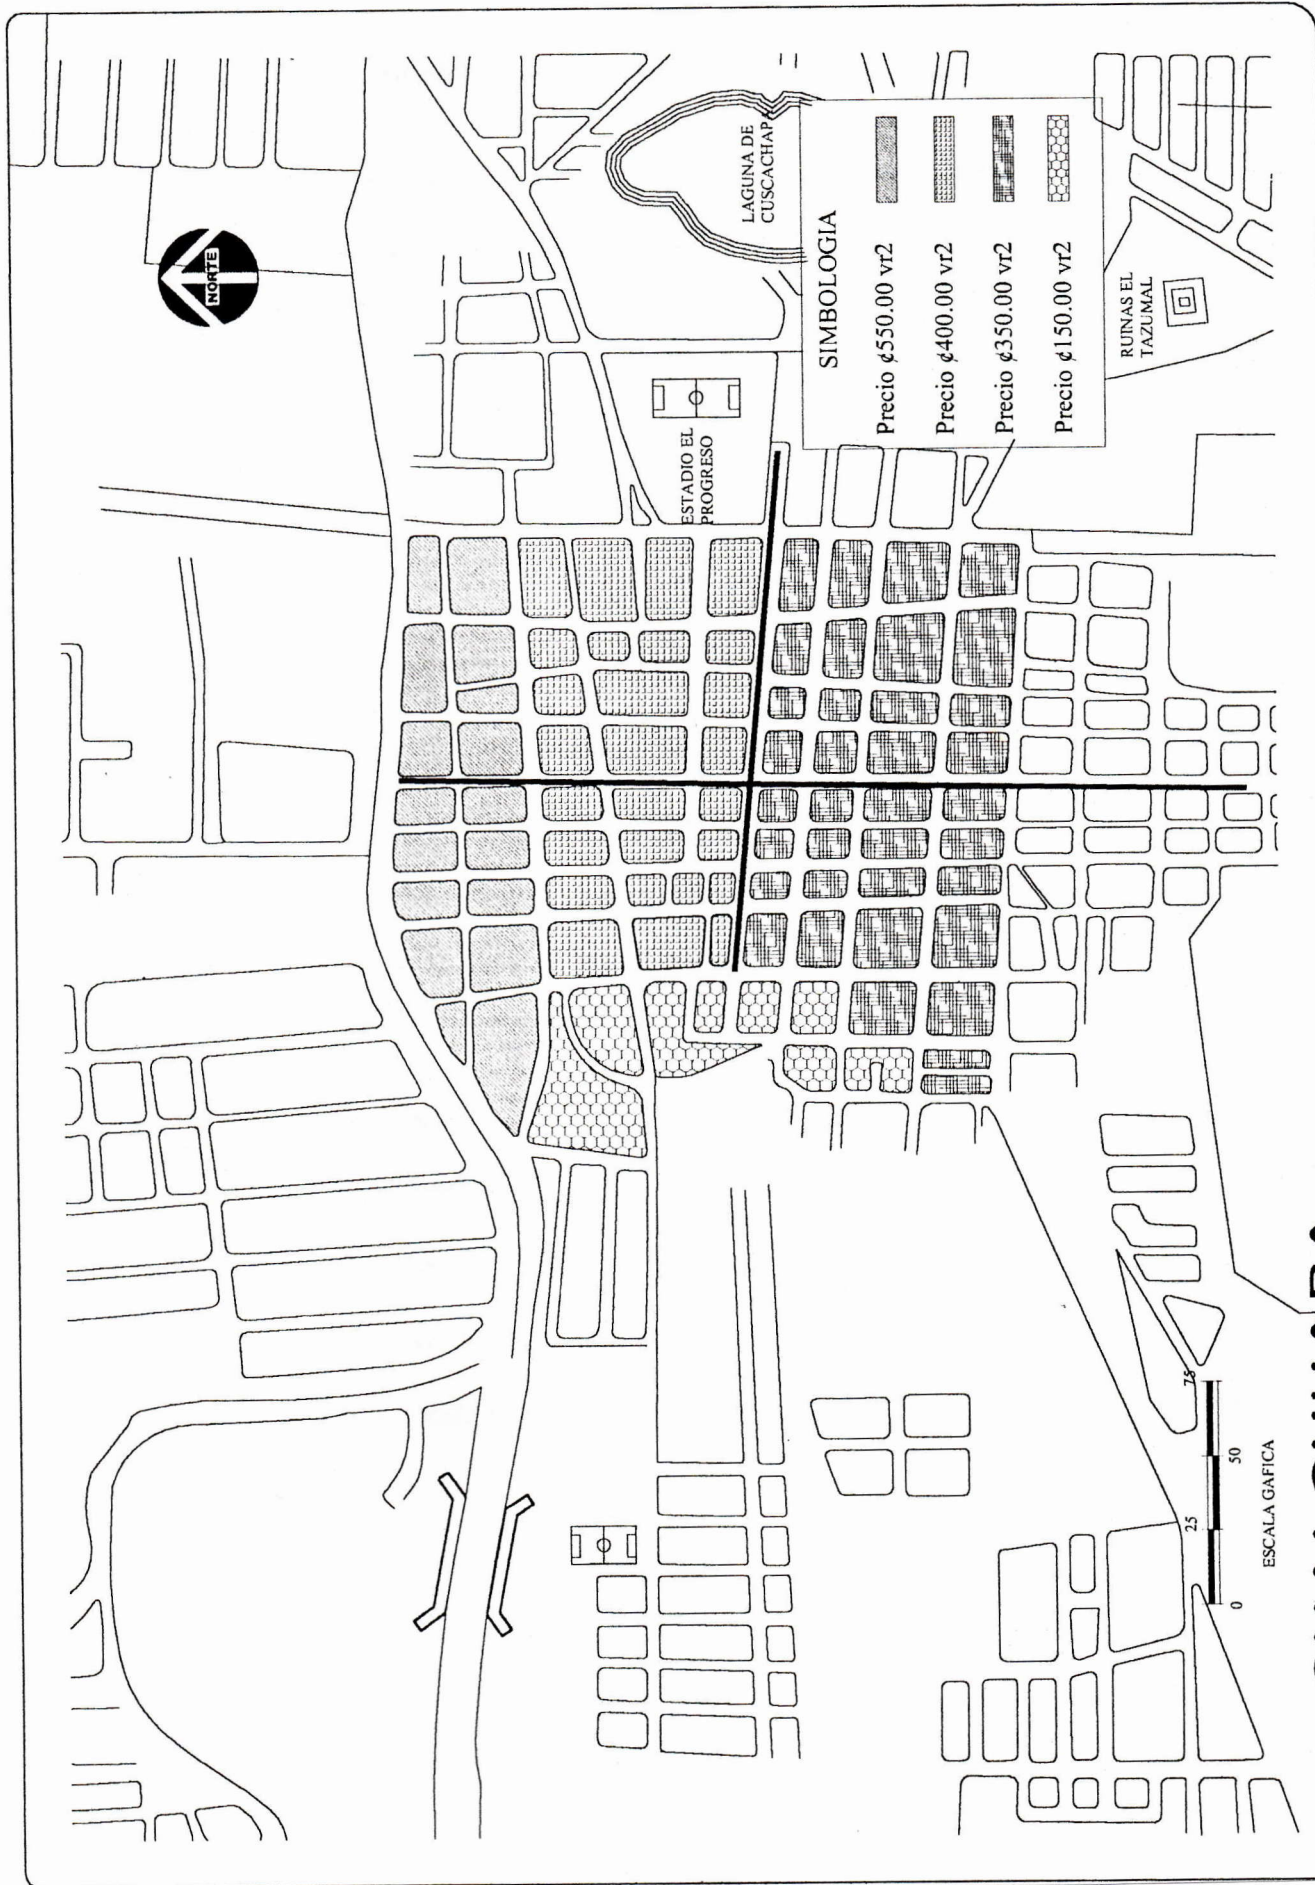 NORTE
LAGUNA DE
CUSCACHAPA
ESTADIO EL
PROGRESO
SIMBOLOGIA
Precio ¢550.00 vr2
Precio ¢400.00 vr2
Precio ¢350.00 vr2
Precio ¢150.00 vr2
RUINAS EL
TAZUMAL
0 25 50 75
ESCALA GAFICA